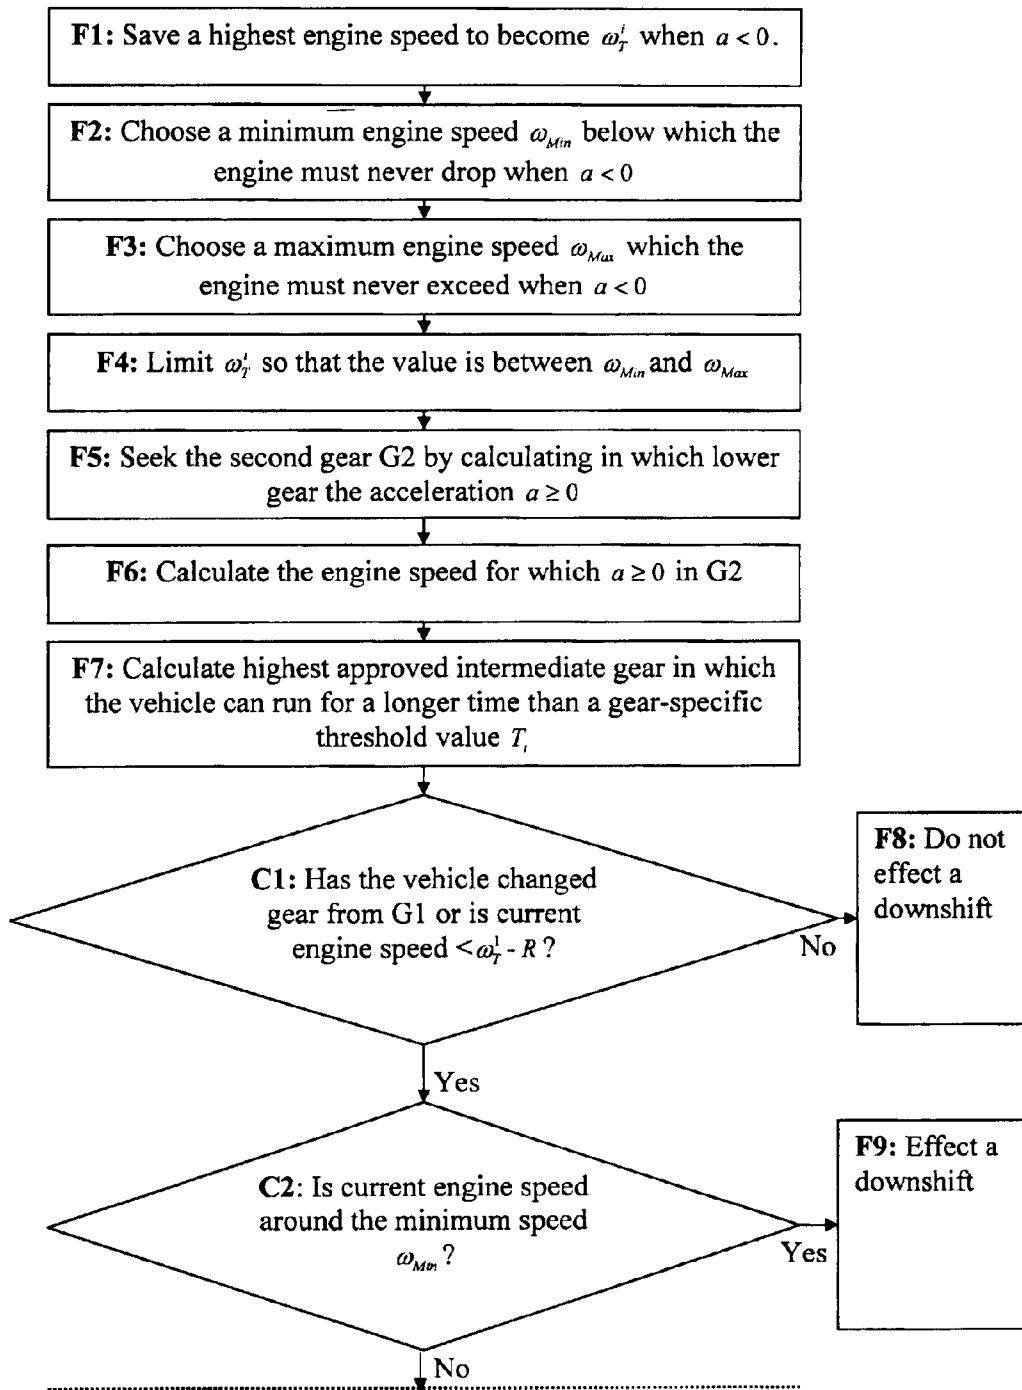 F1: Save a highest engine speed to become ω_T^i when a < 0.
F2: Choose a minimum engine speed ω_Min below which the
engine must never drop when a < 0
F3: Choose a maximum engine speed ω_Max which the
engine must never exceed when a < 0
F4: Limit ω_T^i so that the value is between ω_Min and ω_Max
F5: Seek the second gear G2 by calculating in which lower
gear the acceleration a ≥ 0
F6: Calculate the engine speed for which a ≥ 0 in G2
F7: Calculate highest approved intermediate gear in which
the vehicle can run for a longer time than a gear-specific
threshold value T_i
C1: Has the vehicle changed
gear from G1 or is current
engine speed < ω_T^1 - R ?
No
F8: Do not
effect a
downshift
Yes
C2: Is current engine speed
around the minimum speed
ω_Min ?
Yes
F9: Effect a
downshift
No